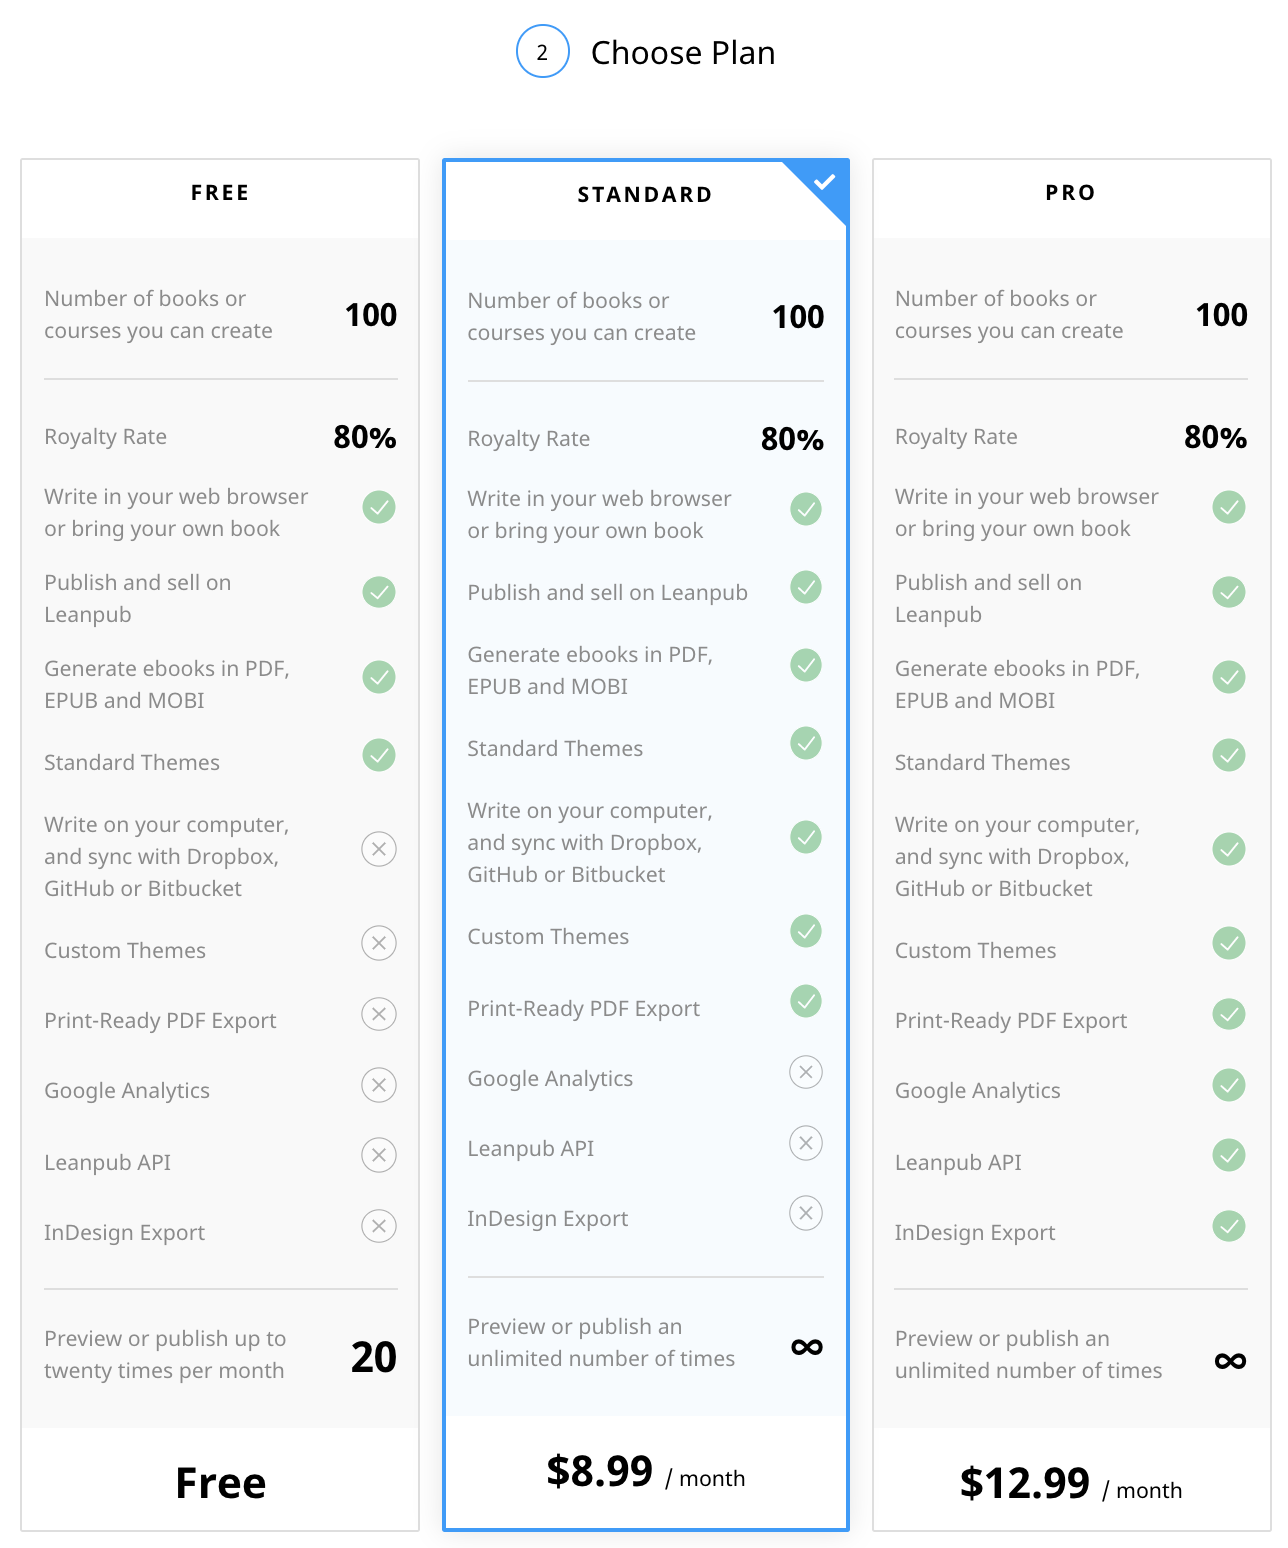 2 Choose Plan
FREE
Number of books or
courses you can create
100
Royalty Rate 80%
Write in your web browser
or bring your own book
Publish and sell on
Leanpub
Generate ebooks in PDF,
EPUB and MOBI
Standard Themes
Write on your computer,
and sync with Dropbox,
GitHub or Bitbucket
Custom Themes
Print-Ready PDF Export
Google Analytics
Leanpub API
InDesign Export
Preview or publish up to
twenty times per month
20
Free
STANDARD
Number of books or
courses you can create
100
Royalty Rate 80%
Write in your web browser
or bring your own book
Publish and sell on Leanpub
Generate ebooks in PDF,
EPUB and MOBI
Standard Themes
Write on your computer,
and sync with Dropbox,
GitHub or Bitbucket
Custom Themes
Print-Ready PDF Export
Google Analytics
Leanpub API
InDesign Export
Preview or publish an
unlimited number of times
∞
$8.99 / month
PRO
Number of books or
courses you can create
100
Royalty Rate 80%
Write in your web browser
or bring your own book
Publish and sell on
Leanpub
Generate ebooks in PDF,
EPUB and MOBI
Standard Themes
Write on your computer,
and sync with Dropbox,
GitHub or Bitbucket
Custom Themes
Print-Ready PDF Export
Google Analytics
Leanpub API
InDesign Export
Preview or publish an
unlimited number of times
∞
$12.99 / month